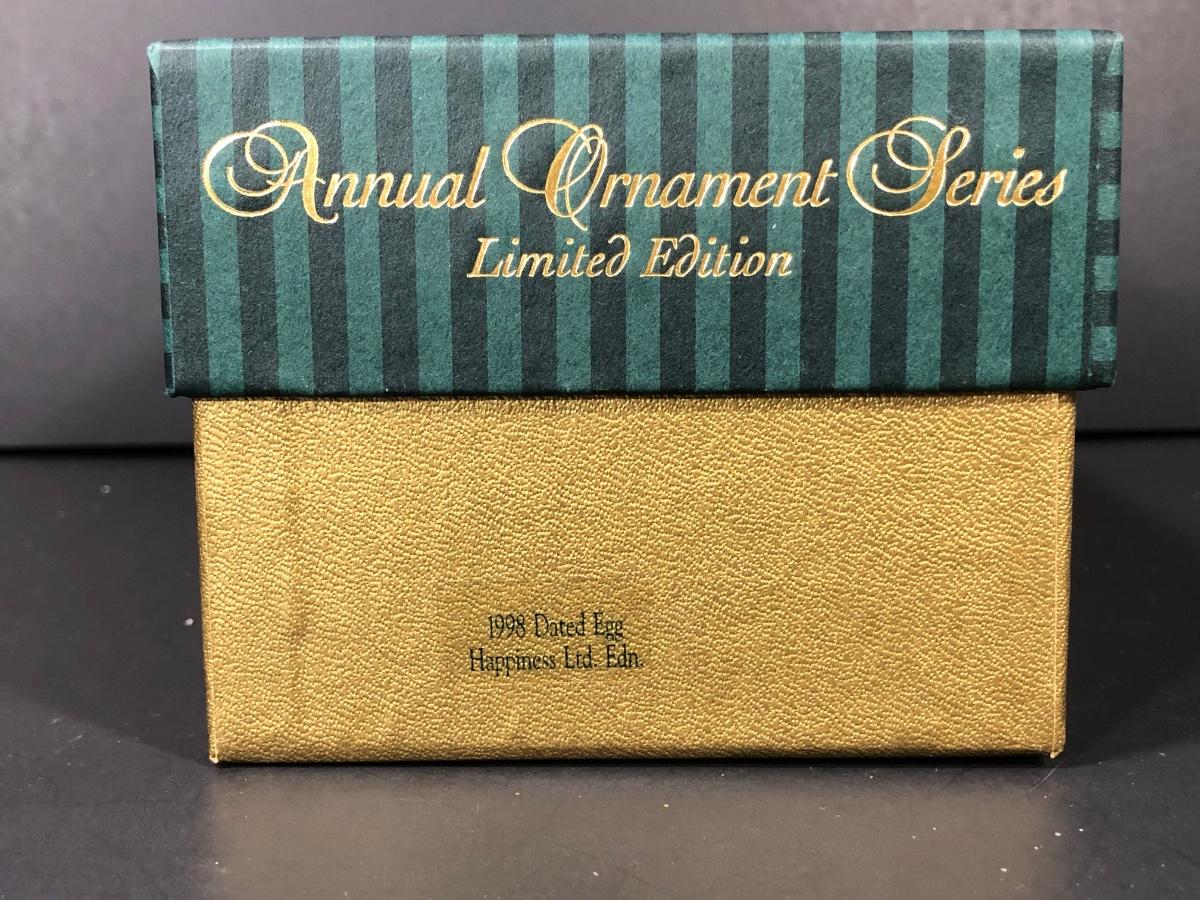 Annual Ornament Series
Limited Edition
1998 Dated Egg
Happiness Ltd. Edn.